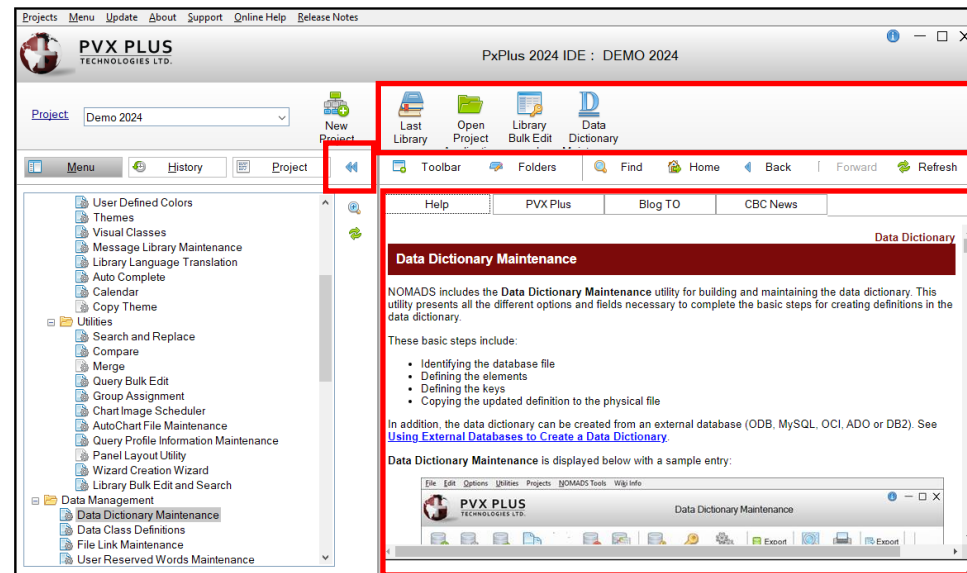 Projects Menu Update About Support Online Help Release Notes
PVX PLUS
TECHNOLOGIES LTD.
PxPlus 2024 IDE : DEMO 2024
Project
Demo 2024
New
Project
Last
Library
Open
Project
Library
Bulk Edit
Data
Dictionary
Menu History Project
Toolbar Folders Find Home Back Forward Refresh
User Defined Colors
Themes
Visual Classes
Message Library Maintenance
Library Language Translation
Auto Complete
Calendar
Copy Theme
Utilities
Search and Replace
Compare
Merge
Query Bulk Edit
Group Assignment
Chart Image Scheduler
AutoChart File Maintenance
Query Profile Information Maintenance
Panel Layout Utility
Wizard Creation Wizard
Library Bulk Edit and Search
Data Management
Data Dictionary Maintenance
Data Class Definitions
File Link Maintenance
User Reserved Words Maintenance
Help PVX Plus Blog TO CBC News
Data Dictionary
Data Dictionary Maintenance
NOMADS includes the Data Dictionary Maintenance utility for building and maintaining the data dictionary. This
utility presents all the different options and fields necessary to complete the basic steps for creating definitions in the
data dictionary.
These basic steps include:
• Identifying the database file
• Defining the elements
• Defining the keys
• Copying the updated definition to the physical file
In addition, the data dictionary can be created from an external database (ODB, MySQL, OCI, ADO or DB2). See
Using External Databases to Create a Data Dictionary.
Data Dictionary Maintenance is displayed below with a sample entry:
File Edit Options Utilities Projects NOMADS Tools Wiki Info
PVX PLUS
TECHNOLOGIES LTD.
Data Dictionary Maintenance
Export Export